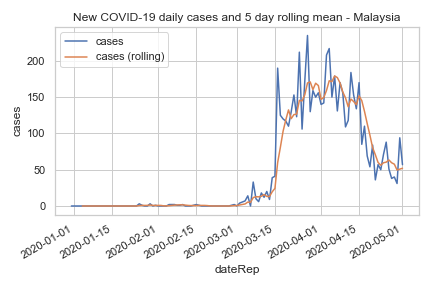 New COVID-19 daily cases and 5 day rolling mean - Malaysia
cases
cases (rolling)
200
150
100
50
0
cases
2020-01-01
2020-01-15
2020-02-01
2020-02-15
2020-03-01
2020-03-15
2020-04-01
2020-04-15
2020-05-01
dateRep